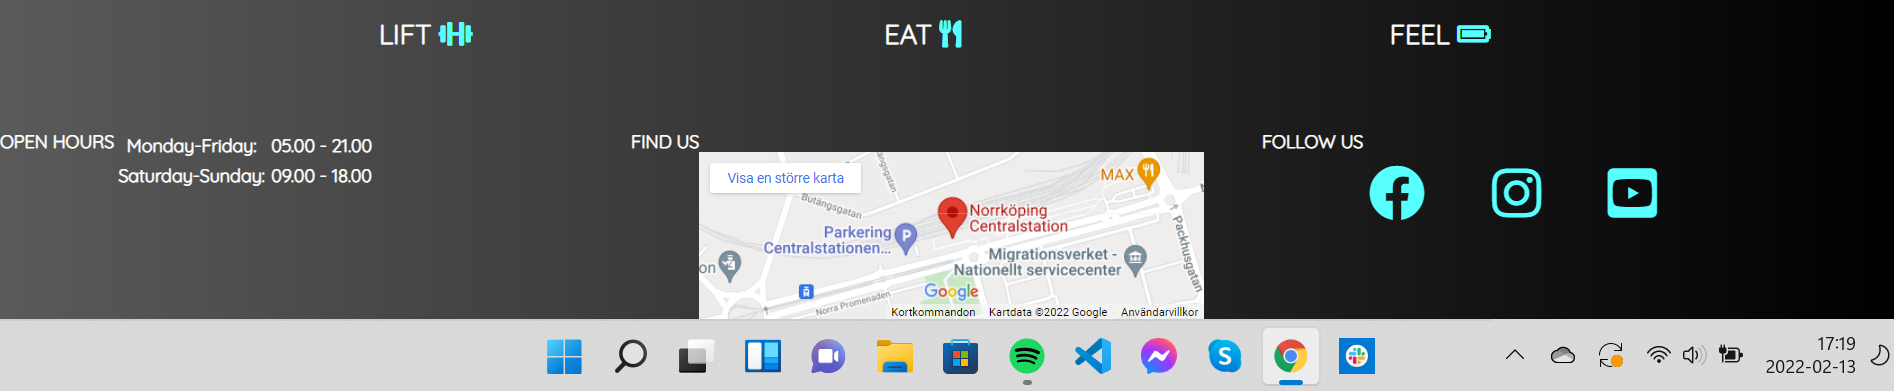 LIFT
EAT
FEEL
OPEN HOURS
Monday-Friday: 05.00 - 21.00
Saturday-Sunday: 09.00 - 18.00
FIND US
Visa en större karta
Butängsgatan
Butängsgatan
MAX
Norrköping
Centralstation
Parkering
Centralstationen...
Packhusgatan
Migrationsverket -
Nationellt servicecenter
on
Norra Promenaden
Google
Kortkommandon
Kartdata ©2022 Google
Användarvillkor
FOLLOW US
17:19
2022-02-13